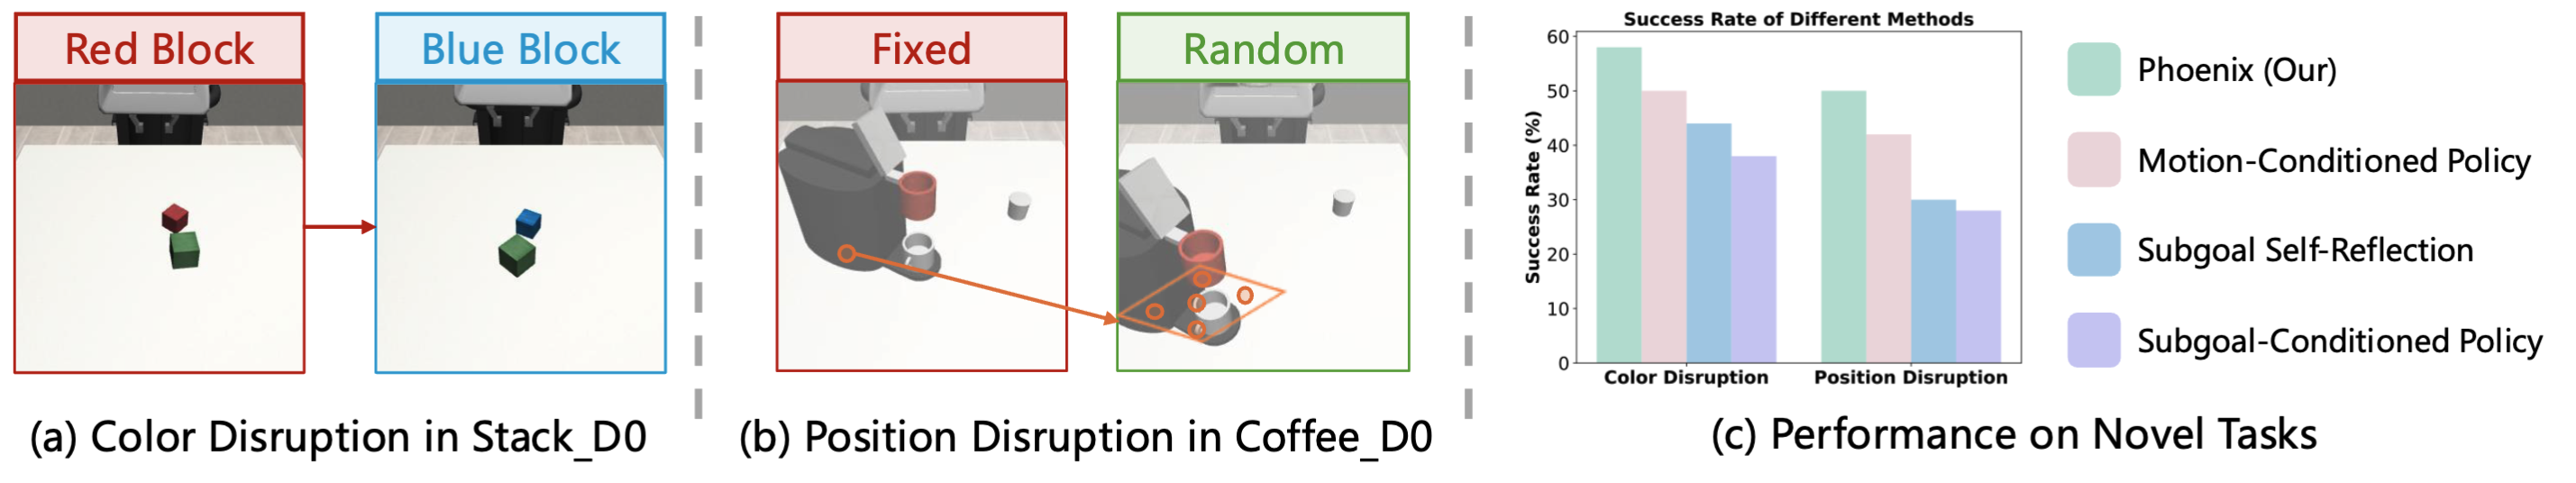 Red Block
Blue Block
(a) Color Disruption in Stack_D0
Fixed
Random
(b) Position Disruption in Coffee_D0
Success Rate of Different Methods
Success Rate (%)
60
50
40
30
20
10
0
Color Disruption
Position Disruption
Phoenix (Our)
Motion-Conditioned Policy
Subgoal Self-Reflection
Subgoal-Conditioned Policy
(c) Performance on Novel Tasks